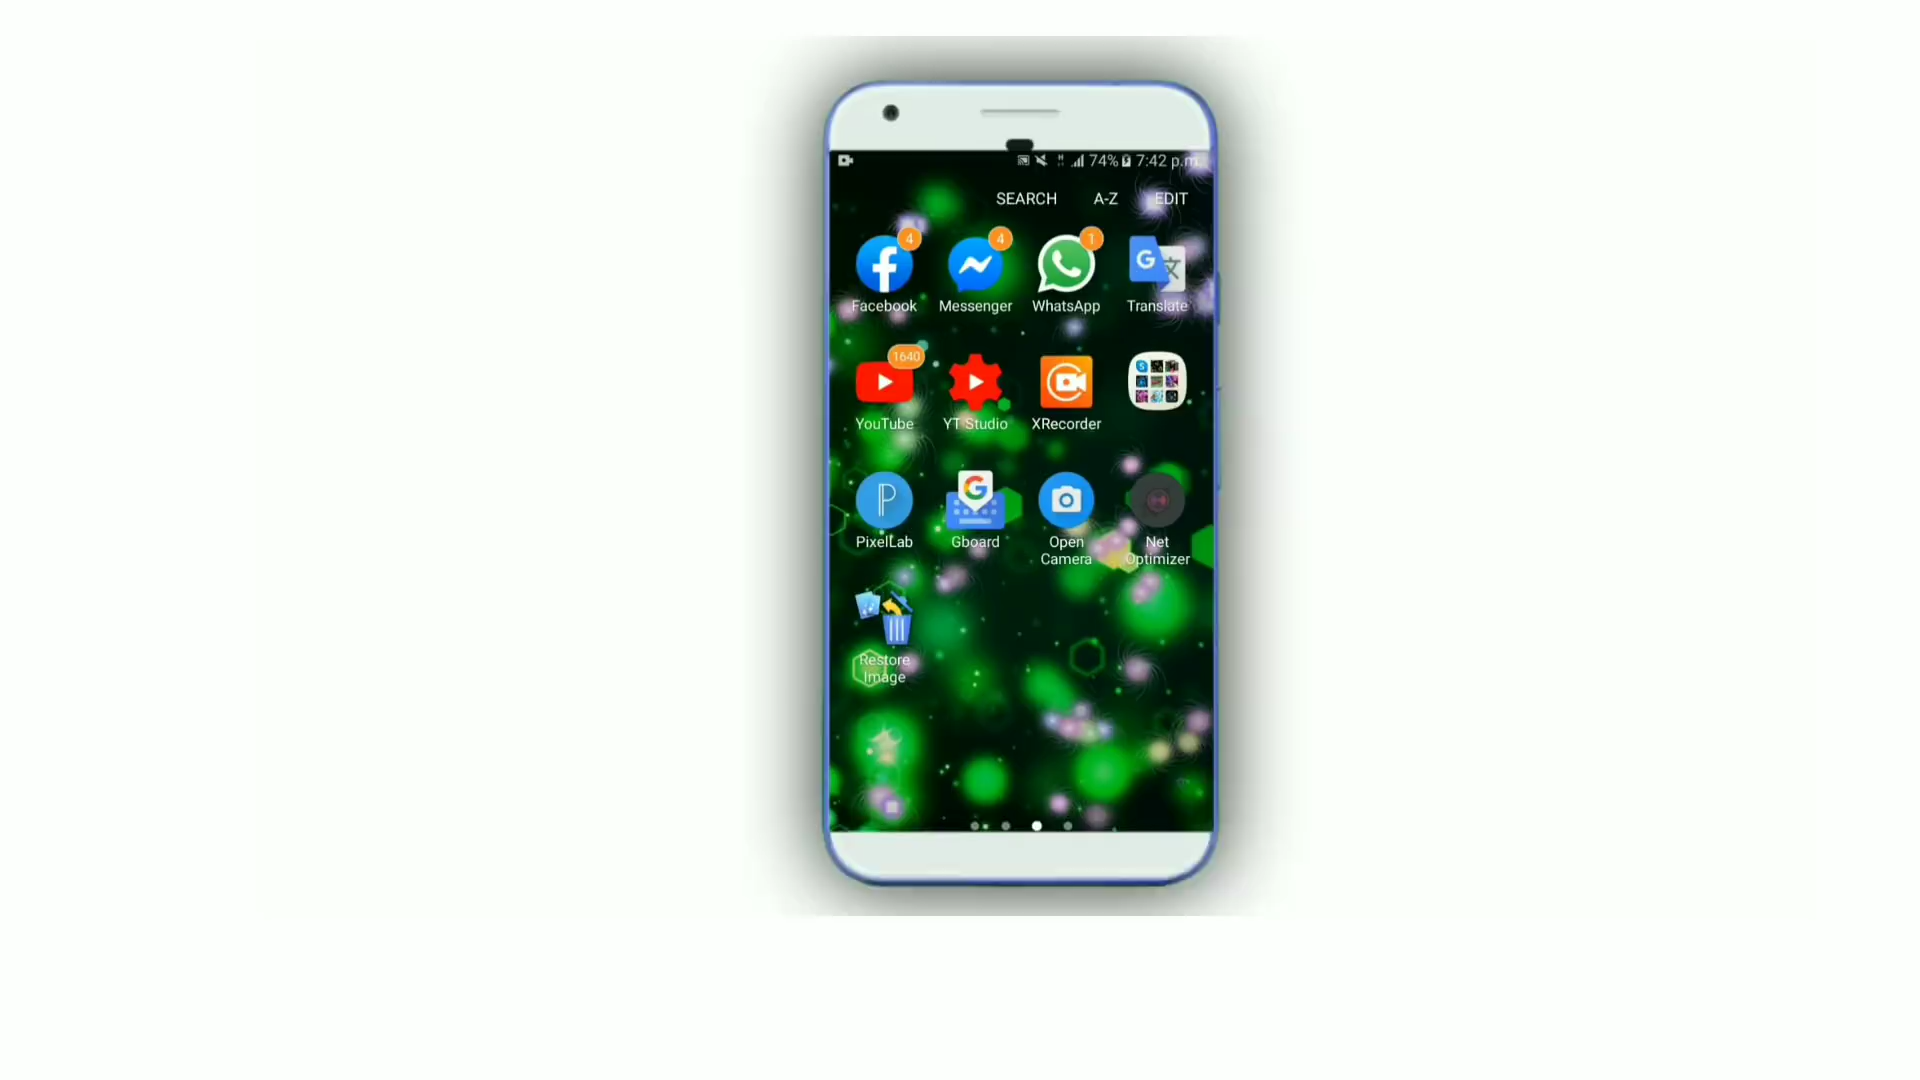 74% 7:42 p.m.
SEARCH A-Z EDIT
4 4 1
Facebook Messenger WhatsApp Translate
1640
YouTube YT Studio XRecorder
PixelLab Gboard Open Camera Net Optimizer
Restore
Image